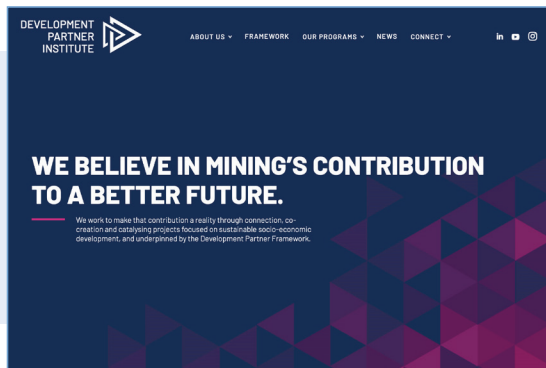 DEVELOPMENT
PARTNER
INSTITUTE
ABOUT US FRAMEWORK OUR PROGRAMS NEWS CONNECT in
WE BELIEVE IN MINING'S CONTRIBUTION
TO A BETTER FUTURE.
We work to make that contribution a reality through connection, co-
creation and catalysing projects focused on sustainable socio-economic
development, and underpinned by the Development Partner Framework.